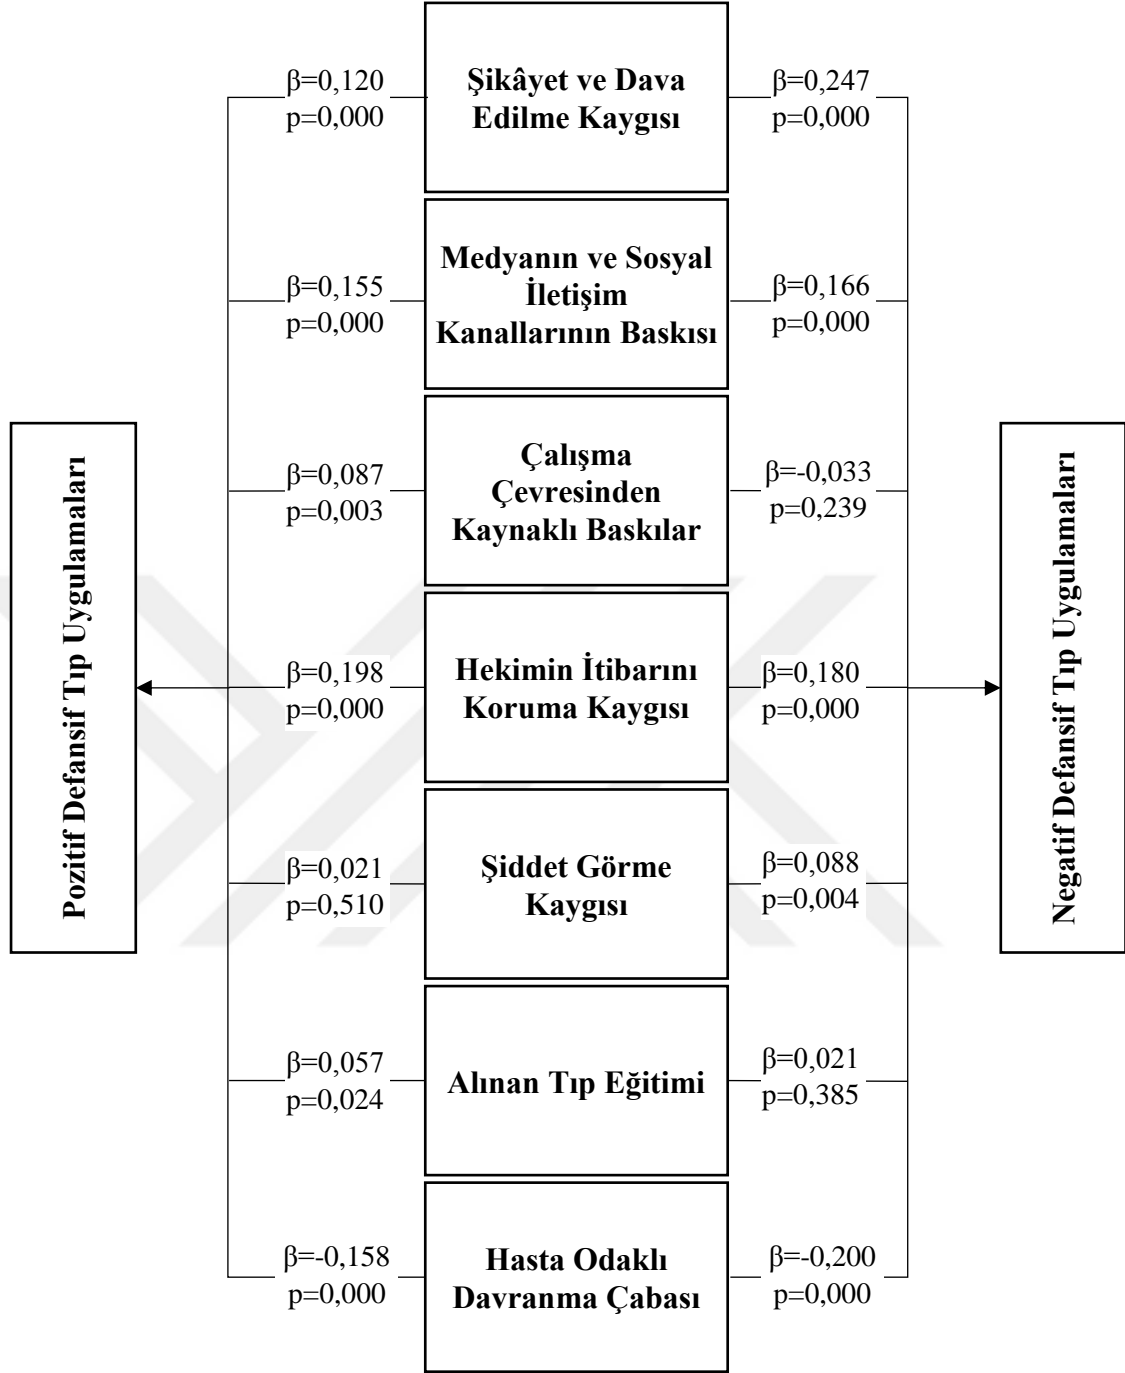 β=0,120
p=0,000
Şikâyet ve Dava
Edilme Kaygısı
β=0,247
p=0,000
β=0,155
p=0,000
Medyanın ve Sosyal
İletişim
Kanallarının Baskısı
β=0,166
p=0,000
β=0,087
p=0,003
Çalışma
Çevresinden
Kaynaklı Baskılar
β=-0,033
p=0,239
Pozitif Defansif Tıp Uygulamaları
β=0,198
p=0,000
Hekimin İtibarını
Koruma Kaygısı
β=0,180
p=0,000
Negatif Defansif Tıp Uygulamaları
β=0,021
p=0,510
Şiddet Görme
Kaygısı
β=0,088
p=0,004
β=0,057
p=0,024
Alınan Tıp Eğitimi
β=0,021
p=0,385
β=-0,158
p=0,000
Hasta Odaklı
Davranma Çabası
β=-0,200
p=0,000